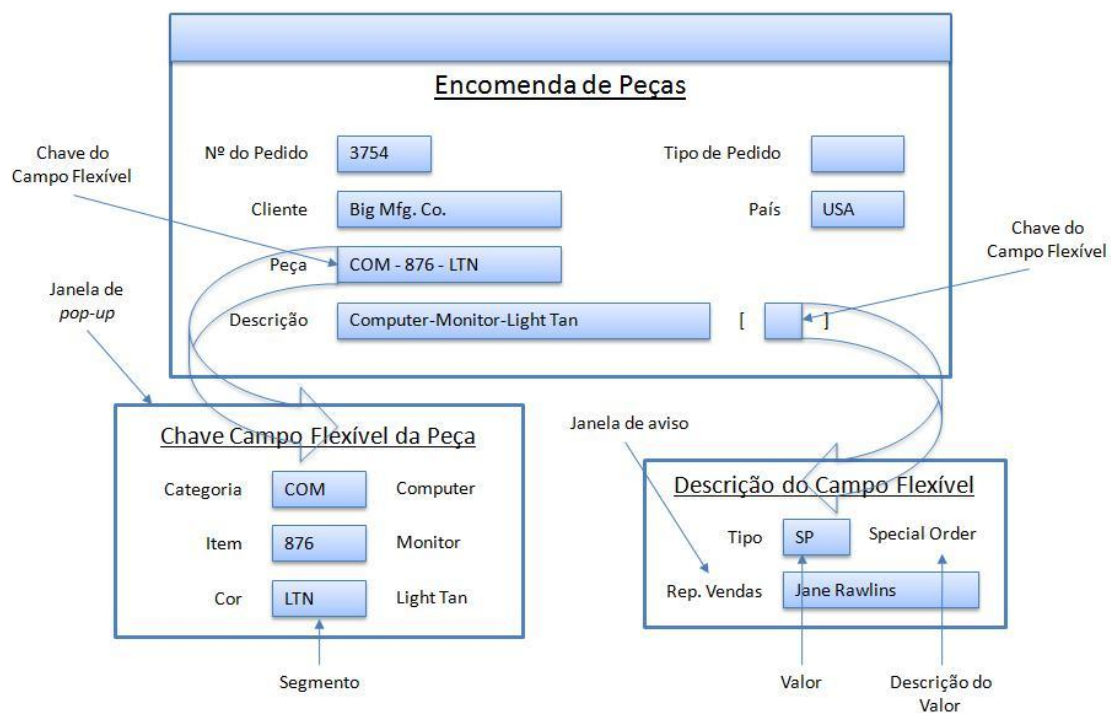 Encomenda de Peças
Chave do
Campo Flexível
Nº do Pedido 3754 Tipo de Pedido
Cliente Big Mfg. Co. País USA
Chave do
Campo Flexível
Peça COM - 876 - LTN
Janela de
pop-up
Descrição Computer-Monitor-Light Tan [ ]
Chave Campo Flexível da Peça
Categoria COM Computer
Item 876 Monitor
Cor LTN Light Tan
Segmento
Janela de aviso
Descrição do Campo Flexível
Tipo SP Special Order
Rep. Vendas Jane Rawlins
Valor
Descrição do
Valor